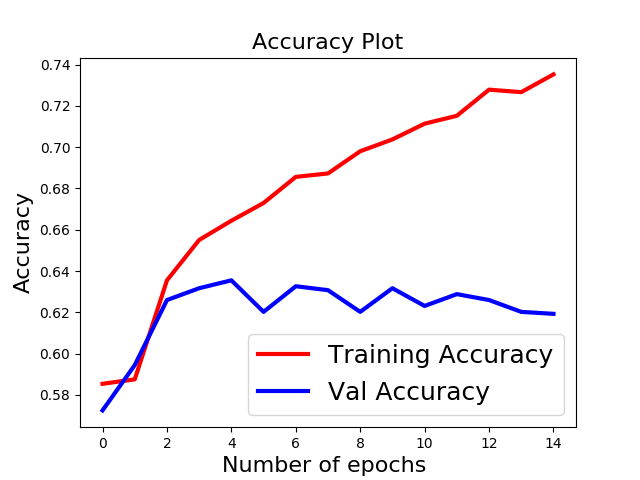 Accuracy Plot
0.74
0.72
0.70
0.68
0.66
0.64
0.62
0.60
0.58
Accuracy
Training Accuracy
Val Accuracy
0 2 4 6 8 10 12 14
Number of epochs